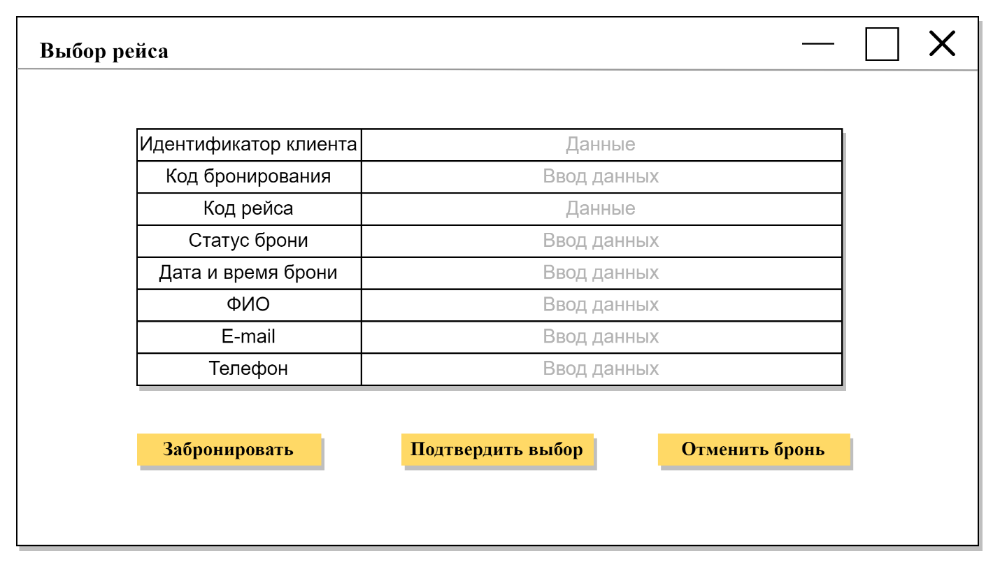 Выбор рейса
Идентификатор клиента Данные
Код бронирования Ввод данных
Код рейса Данные
Статус брони Ввод данных
Дата и время брони Ввод данных
ФИО Ввод данных
E-mail Ввод данных
Телефон Ввод данных
Забронировать Подтвердить выбор Отменить бронь